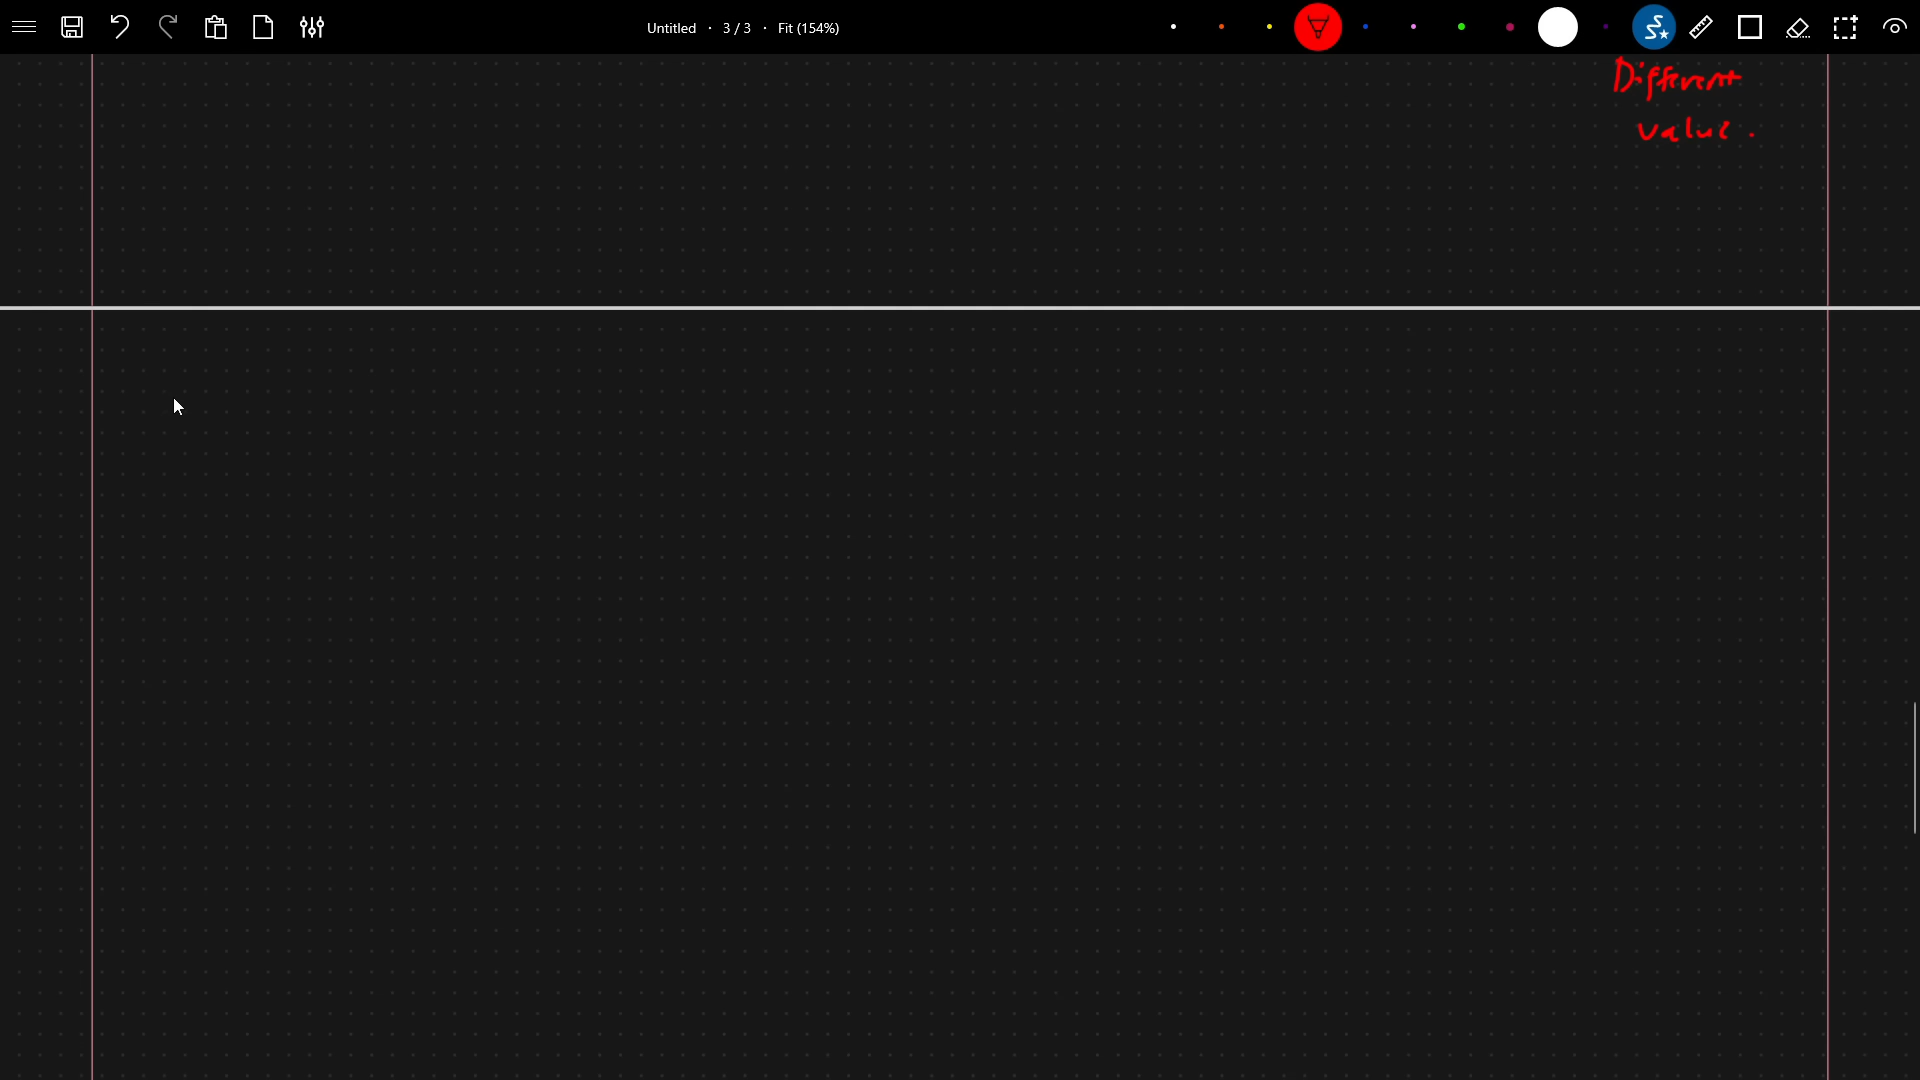 Untitled · 3 / 3 · Fit (154%)
Different
value.